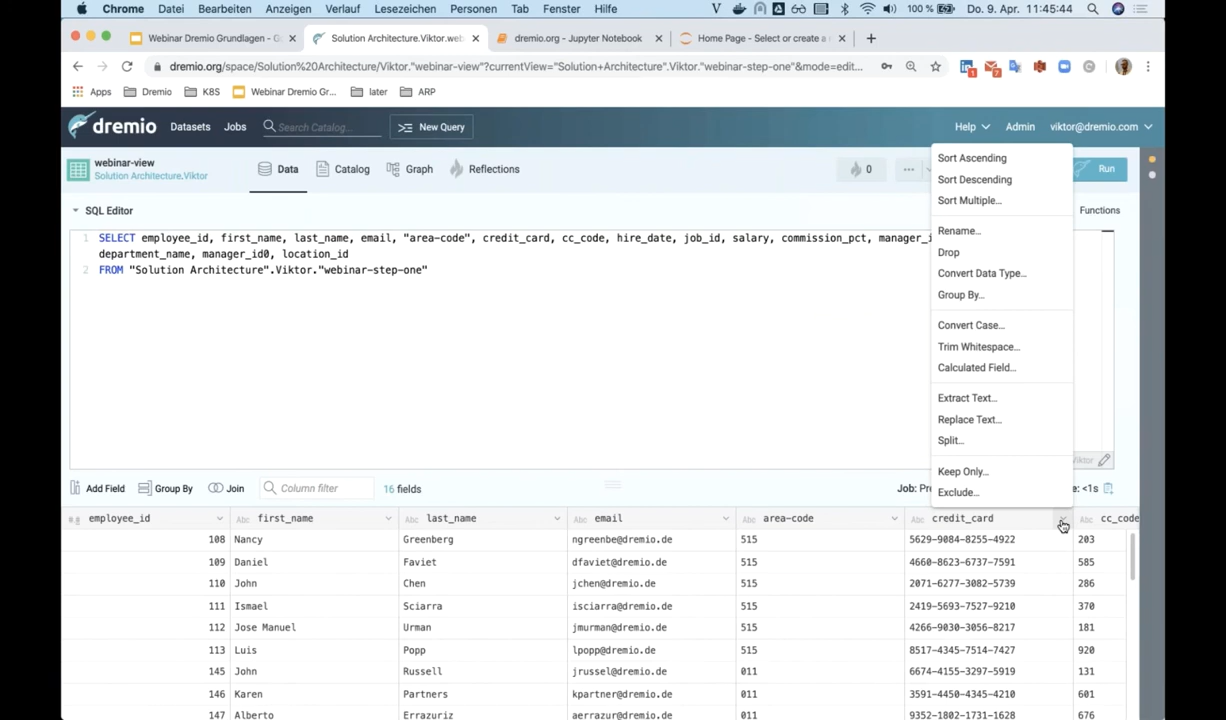 Chrome Datei Bearbeiten Anzeigen Verlauf Lesezeichen Personen Tab Fenster Hilfe 100 % Do. 9. Apr. 11:45:44
Webinar Dremio Grundlagen - G Solution Architecture.Viktor.web dremio.org - Jupyter Notebook Home Page - Select or create a
dremio.org/space/Solution%20Architecture/Viktor."webinar-view"?currentView="Solution+Architecture".Viktor."webinar-step-one"&mode=edit...
Apps Dremio K8S Webinar Dremio Gr... later ARP
dremio Datasets Jobs Search Catalog... New Query Help Admin viktor@dremio.com
webinar-view
Solution Architecture.Viktor
Data Catalog Graph Reflections 0 ... Run
SQL Editor Functions
1 SELECT employee_id, first_name, last_name, email, "area-code", credit_card, cc_code, hire_date, job_id, salary, commission_pct, manager_i
department_name, manager_id0, location_id
2 FROM "Solution Architecture".Viktor."webinar-step-one"
Sort Ascending
Sort Descending
Sort Multiple...
Rename...
Drop
Convert Data Type...
Group By...
Convert Case...
Trim Whitespace...
Calculated Field...
Extract Text...
Replace Text...
Split...
Keep Only...
Exclude...
Viktor
Add Field Group By Join Column filter 16 fields Job: Pr e: <1s
employee_id Abc first_name Abc last_name Abc email Abc area-code Abc credit_card Abc cc_code
108 Nancy Greenberg ngreenbe@dremio.de 515 5629-9084-8255-4922 203
109 Daniel Faviet dfaviet@dremio.de 515 4660-8623-6737-7591 585
110 John Chen jchen@dremio.de 515 2071-6277-3082-5739 286
111 Ismael Sciarra isciarra@dremio.de 515 2419-5693-7527-9210 370
112 Jose Manuel Urman jmurman@dremio.de 515 4266-9030-3056-8217 181
113 Luis Popp lpopp@dremio.de 515 8517-4345-7514-7427 920
145 John Russell jrussel@dremio.de 011 6674-4155-3297-5919 131
146 Karen Partners kpartner@dremio.de 011 3591-4450-4345-4210 601
147 Alberto Errazuriz aerrazur@dremio.de 011 9352-1802-1731-1628 676